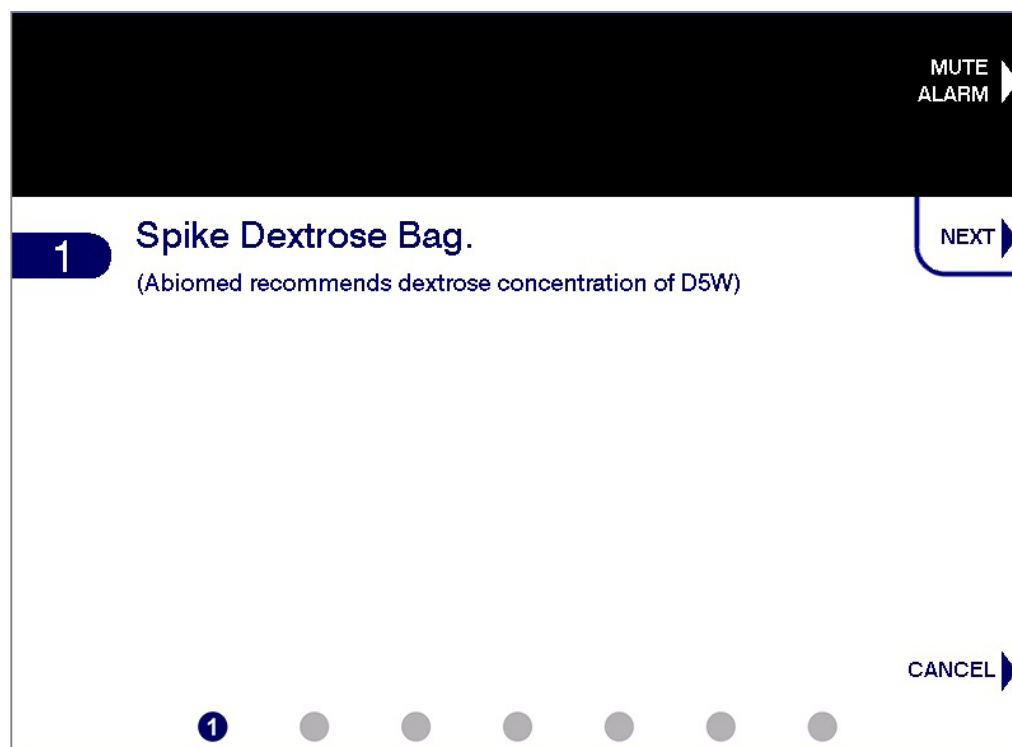 MUTE
ALARM
1
Spike Dextrose Bag.
NEXT
(Abiomed recommends dextrose concentration of D5W)
CANCEL
1